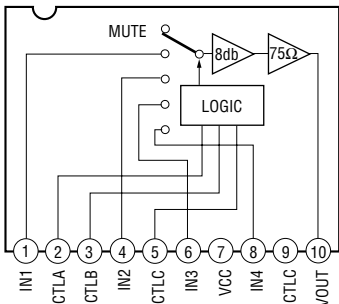 MUTE
8db
75Ω
LOGIC
1 2 3 4 5 6 7 8 9 10
IN1
CTLA
CTLB
IN2
CTLC
IN3
VCC
IN4
CTLC
VOUT